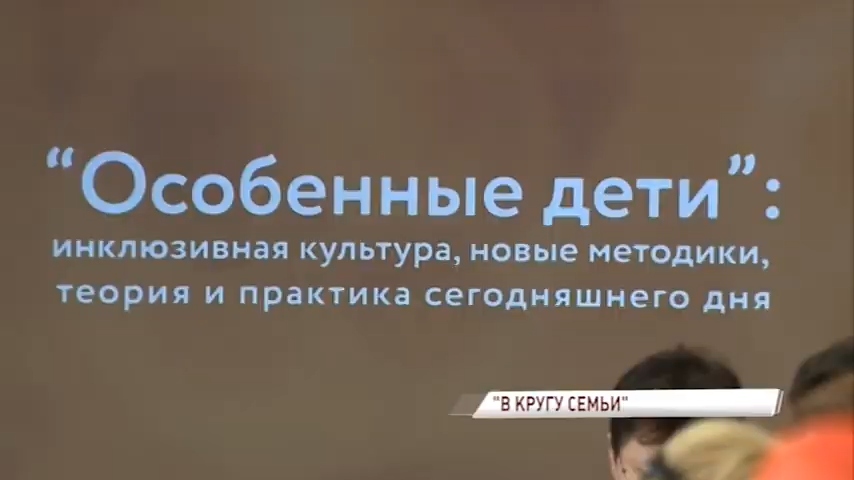 “Особенные дети”:
инклюзивная культура, новые методики,
теория и практика сегодняшнего дня
"В КРУГУ СЕМЬИ"